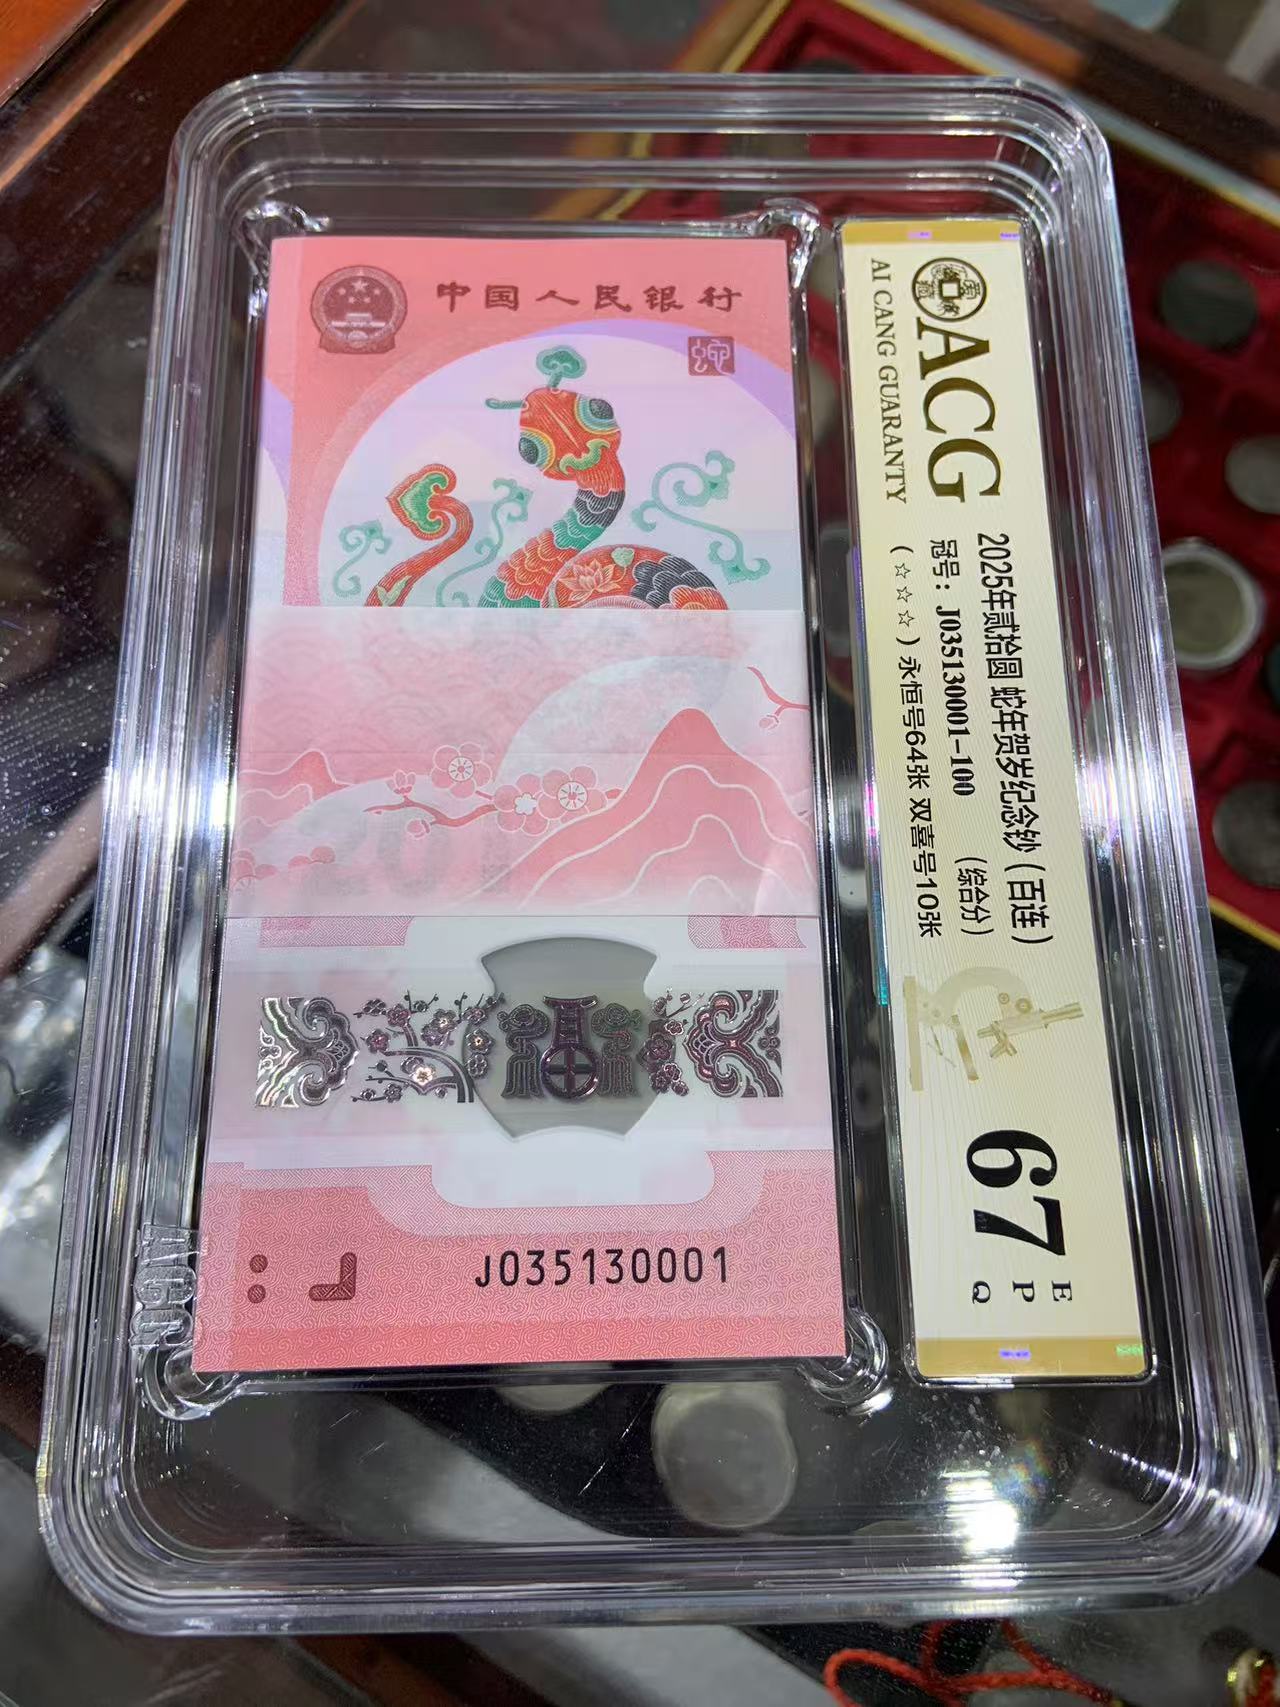 中国人民银行
蛇
J035130001
ACG
AI CANG GUARANTY
2025年贰拾圆 蛇年贺岁纪念钞（百连）
冠号：J035130001-100 （综合分）
（☆☆☆）永恒号64张 双喜号10张
67 E P Q
ACG